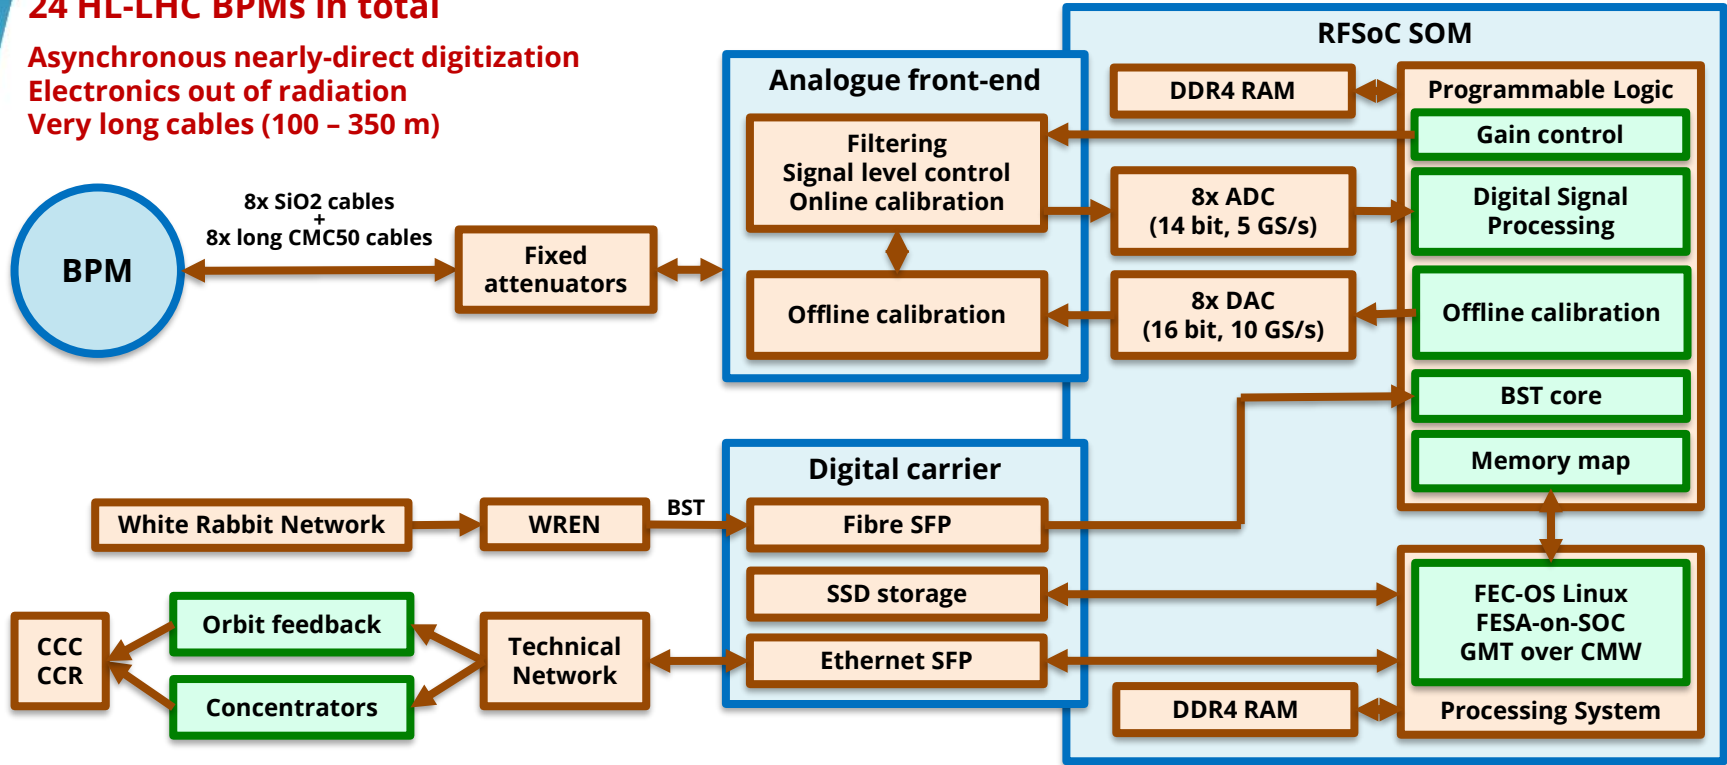 24 HL-LHC BPMs in total
Asynchronous nearly-direct digitization
Electronics out of radiation
Very long cables (100 – 350 m)
BPM
8x SiO2 cables
+
8x long CMC50 cables
Fixed
attenuators
Analogue front-end
Filtering
Signal level control
Online calibration
Offline calibration
RFSoC SOM
DDR4 RAM
8x ADC
(14 bit, 5 GS/s)
8x DAC
(16 bit, 10 GS/s)
Programmable Logic
Gain control
Digital Signal
Processing
Offline calibration
BST core
Memory map
White Rabbit Network
WREN
BST
Digital carrier
Fibre SFP
SSD storage
Ethernet SFP
CCC
CCR
Orbit feedback
Concentrators
Technical
Network
FEC-OS Linux
FESA-on-SOC
GMT over CMW
DDR4 RAM
Processing System